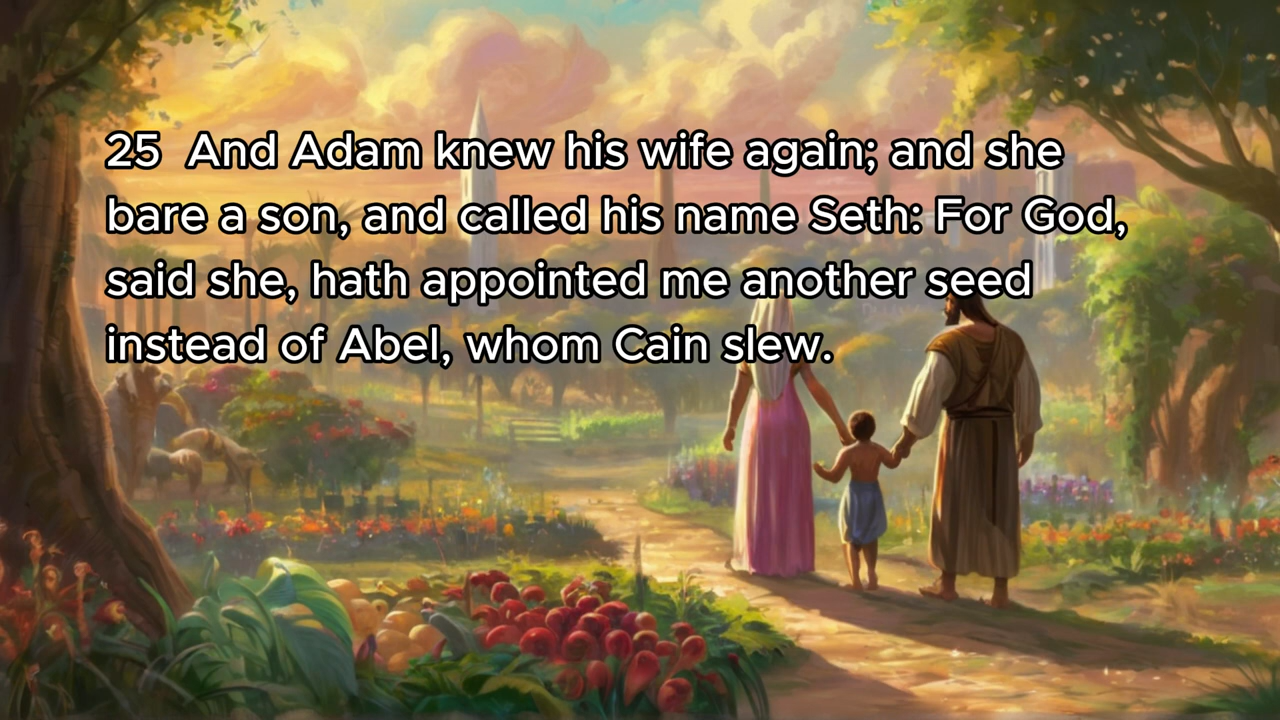 25  And Adam knew his wife again; and she
bare a son, and called his name Seth: For God,
said she, hath appointed me another seed
instead of Abel, whom Cain slew.